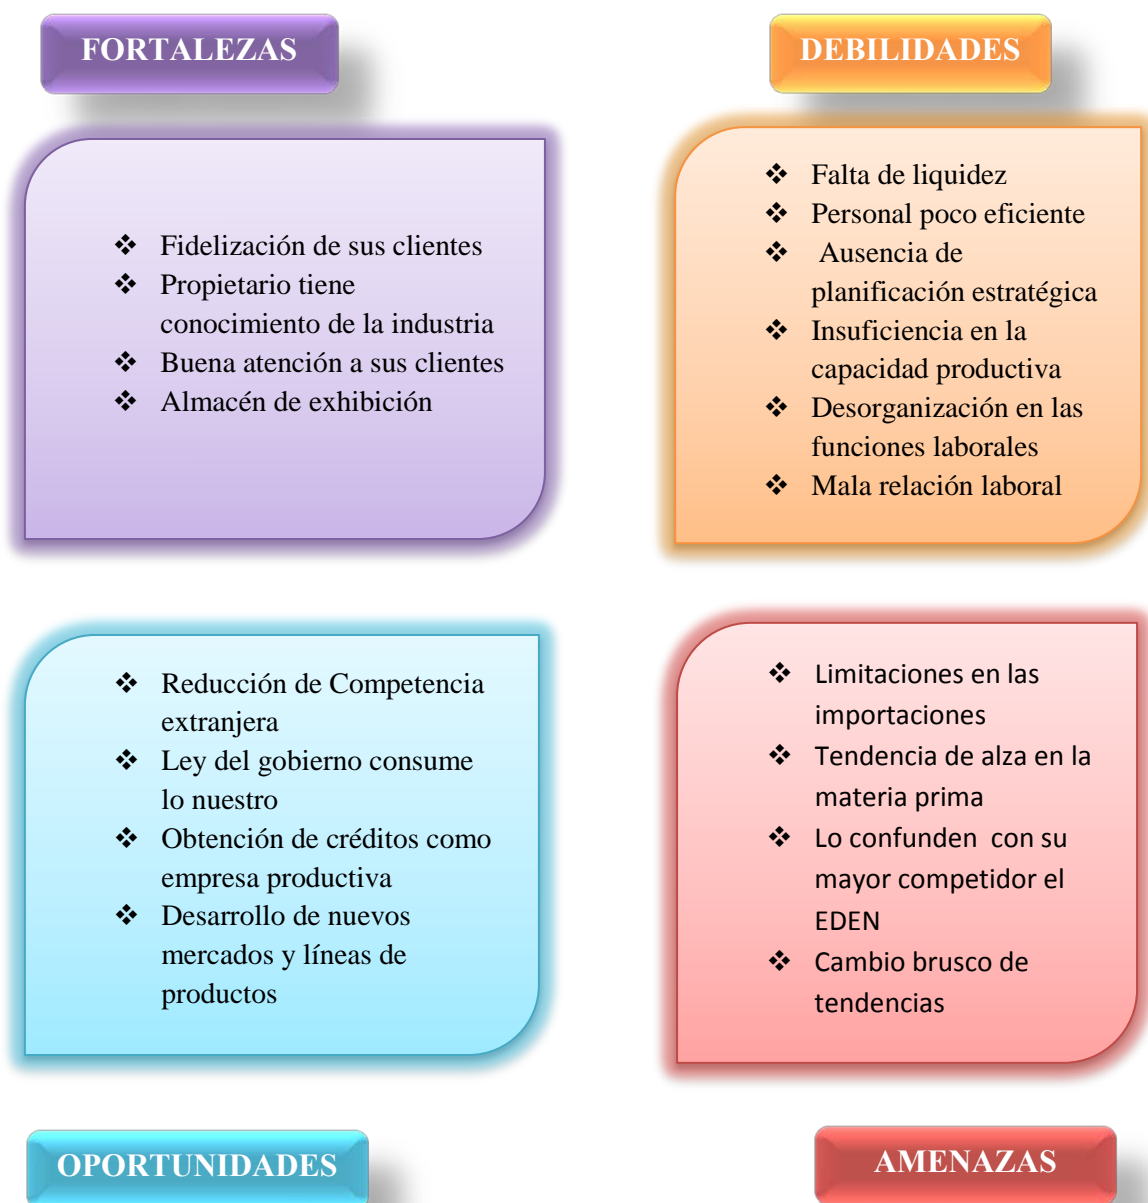 FORTALEZAS
❖ Fidelización de sus clientes
❖ Propietario tiene
conocimiento de la industria
❖ Buena atención a sus clientes
❖ Almacén de exhibición
DEBILIDADES
❖ Falta de liquidez
❖ Personal poco eficiente
❖ Ausencia de
planificación estratégica
❖ Insuficiencia en la
capacidad productiva
❖ Desorganización en las
funciones laborales
❖ Mala relación laboral
❖ Reducción de Competencia
extranjera
❖ Ley del gobierno consume
lo nuestro
❖ Obtención de créditos como
empresa productiva
❖ Desarrollo de nuevos
mercados y líneas de
productos
OPORTUNIDADES
❖ Limitaciones en las
importaciones
❖ Tendencia de alza en la
materia prima
❖ Lo confunden con su
mayor competidor el
EDEN
❖ Cambio brusco de
tendencias
AMENAZAS